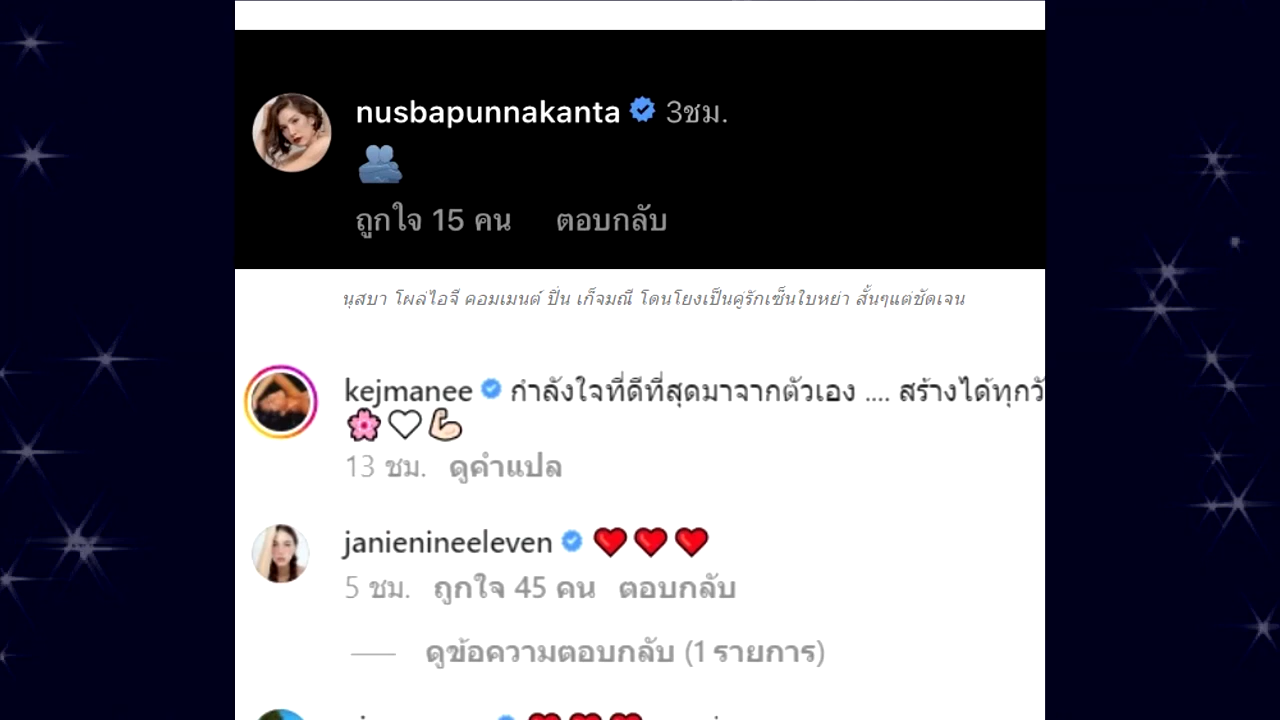 nusbapunnakanta 3ชม.
ถูกใจ 15 คน ตอบกลับ
นุสบา โผล่ไอจี คอมเมนต์ ปิ่น เก็จมณี โดนโยงเป็นคู่รักเซ็นใบหย่า สั้นๆแต่ชัดเจน
kejmanee กำลังใจที่ดีที่สุดมาจากตัวเอง .... สร้างได้ทุกวั
13 ชม. ดูคำแปล
janienineeleven ❤️❤️❤️
5 ชม. ถูกใจ 45 คน ตอบกลับ
ดูข้อความตอบกลับ (1 รายการ)